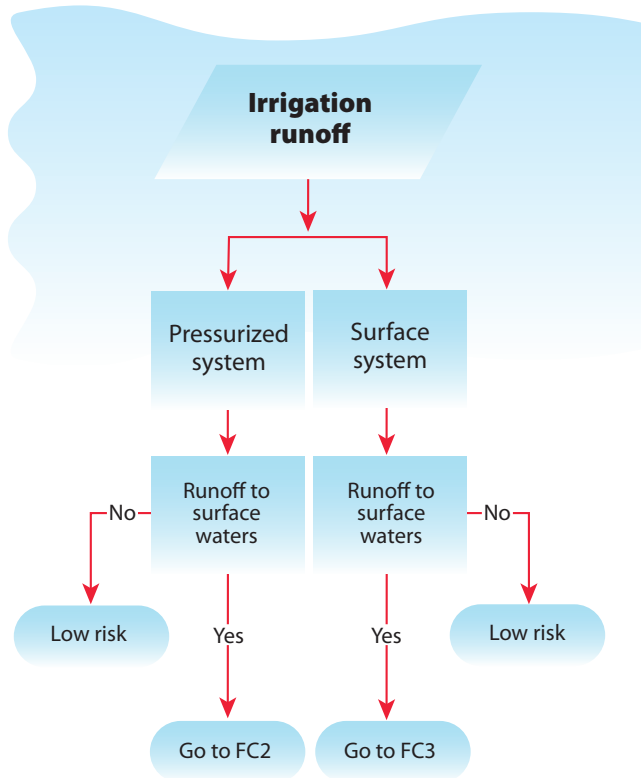 Irrigation
runoff
Pressurized
system
Surface
system
Runoff to
surface
waters
Runoff to
surface
waters
No
No
Low risk
Yes
Yes
Low risk
Go to FC2
Go to FC3